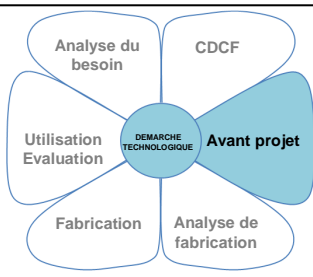 Analyse du
besoin
CDCF
DEMARCHE
TECHNOLOGIQUE
Avant projet
Utilisation
Evaluation
Fabrication
Analyse de
fabrication